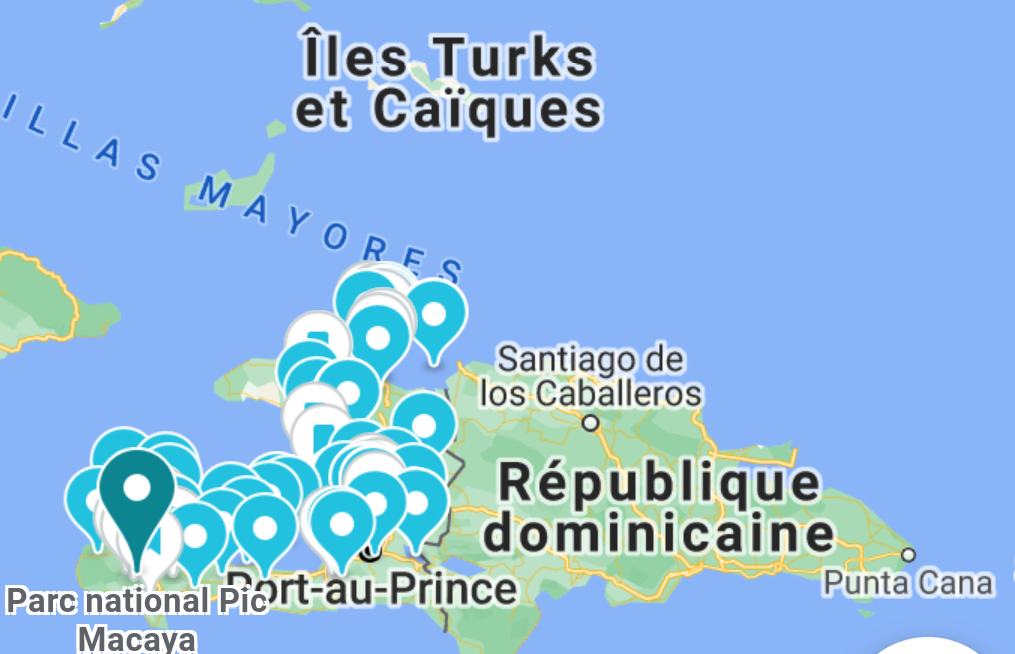 Îles Turks
et Caïques
ILLAS MAYORES
Santiago de
los Caballeros
République
dominicaine
Punta Cana
Port-au-Prince
Parc national Pic
Macaya